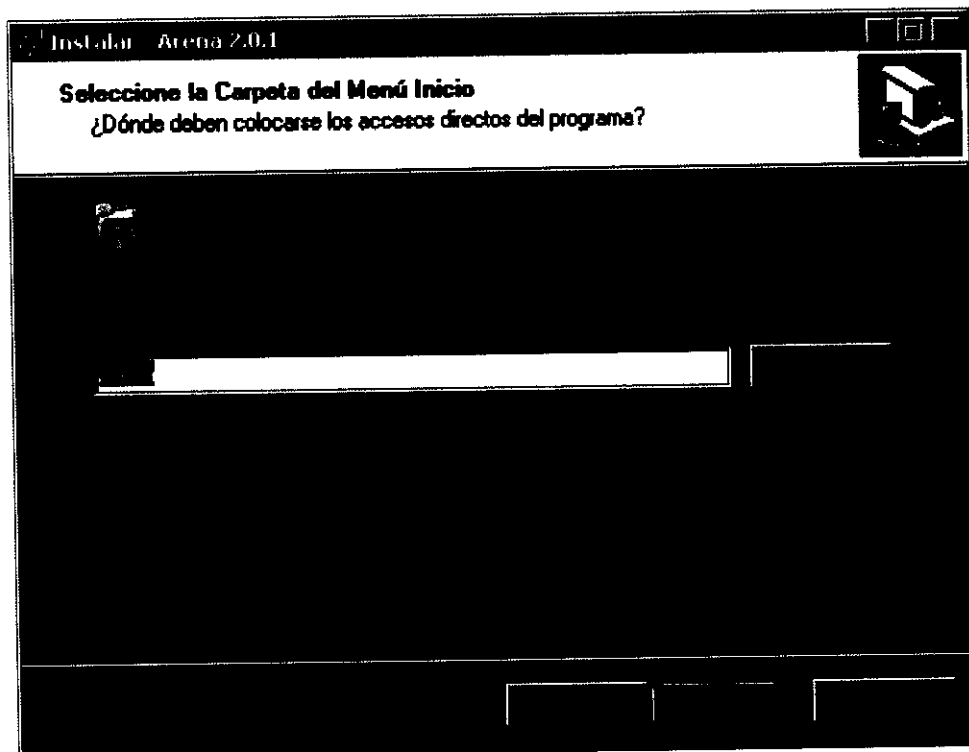 Instalar - Arena 2.0.1
Seleccione la Carpeta del Menú Inicio
¿Dónde deben colocarse los accesos directos del programa?